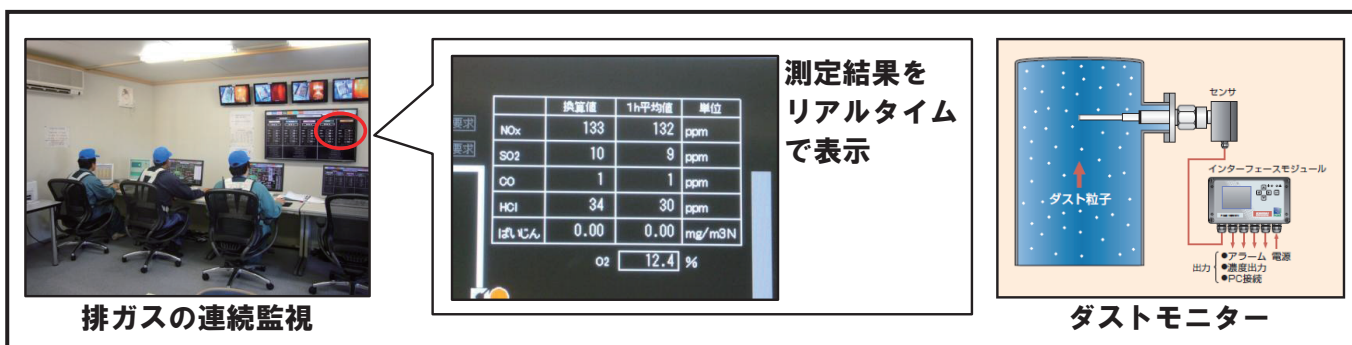 測定結果を
リアルタイム
で表示
換算値 1h平均値 単位
NOx 133 132 ppm
SO2 10 9 ppm
CO 1 1 ppm
HCl 34 30 ppm
ばいじん 0.00 0.00 mg/m3N
O2 12.4 %
要求
要求
センサ
インターフェースモジュール
ダスト粒子
出力
●アラーム 電源
●濃度出力
●PC接続
排ガスの連続監視
ダストモニター